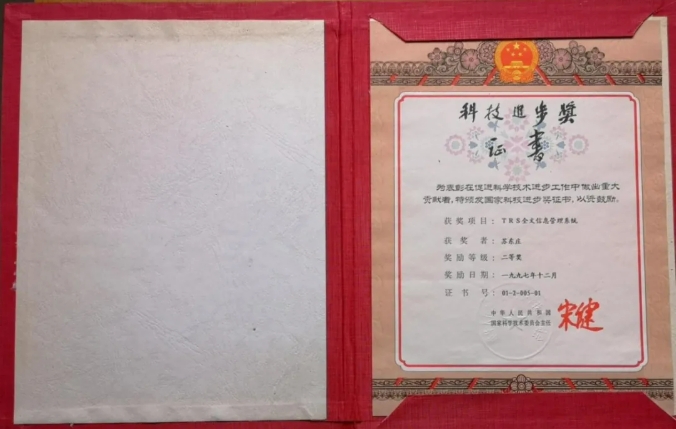 科技进步奖
证书
为表彰在促进科学技术进步工作中做出重大
贡献者，特颁发国家科技进步奖证书，以资鼓励。
获奖项目：TRS全文信息管理系统
获奖者：苏东庄
奖励等级：二等奖
奖励日期：一九九七年十二月
证书号：01-2-005-01
中华人民共和国
国家科学技术委员会主任
宋健